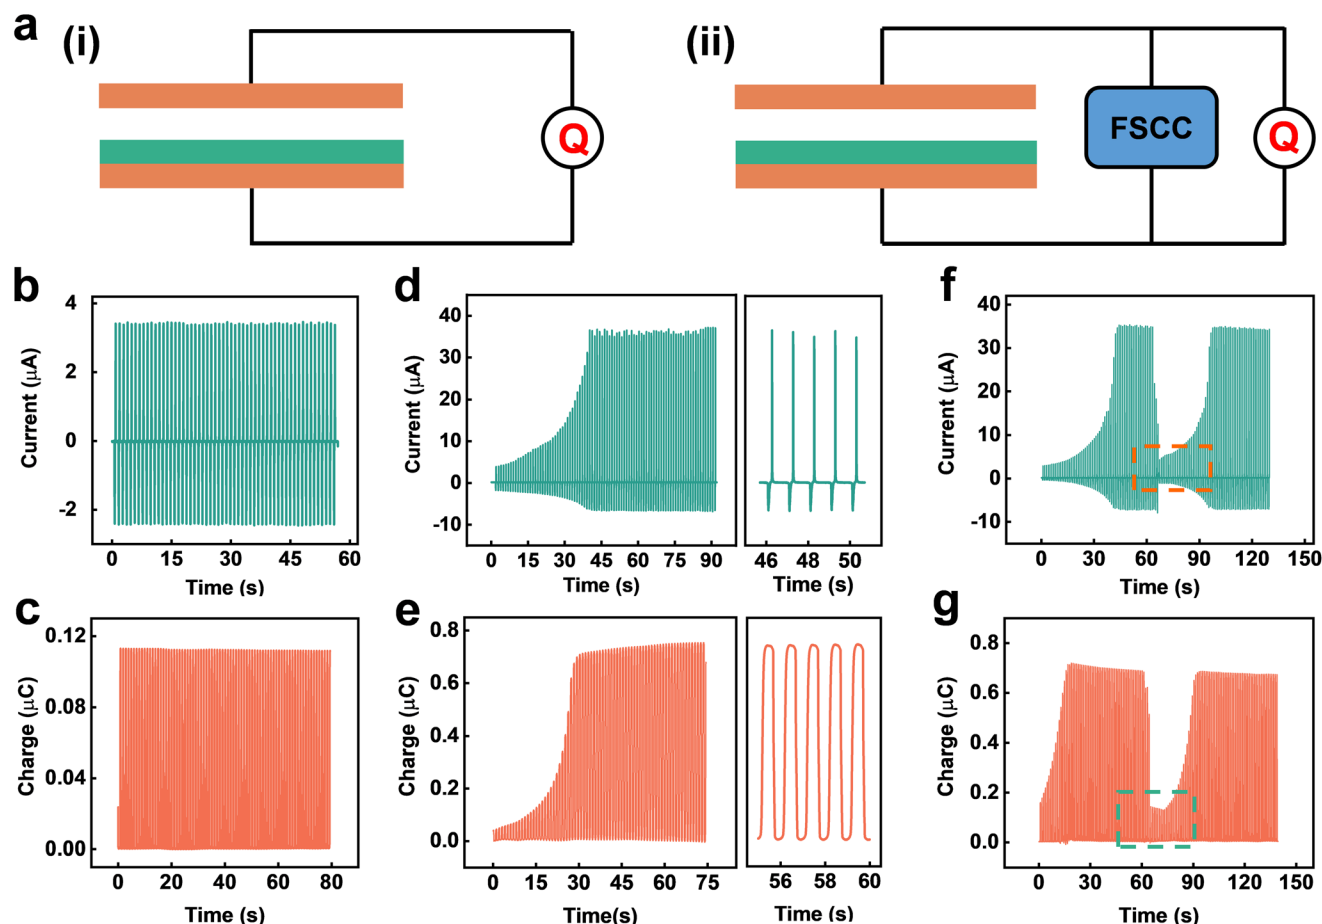 a
(i)
Q
(ii)
FSCC
Q
b
Current (μA)
4
2
0
-2
0 15 30 45 60
Time (s)
d
Current (μA)
40
30
20
10
0
-10
0 15 30 45 60 75 90
Time (s)
46 48 50
Time (s)
f
Current (μA)
40
30
20
10
0
-10
0 30 60 90 120 150
Time (s)
c
Charge (μC)
0.12
0.08
0.04
0.00
0 20 40 60 80
Time (s)
e
Charge (μC)
0.8
0.6
0.4
0.2
0.0
0 15 30 45 60 75
Time(s)
56 58 60
Time (s)
g
Charge (μC)
0.8
0.6
0.4
0.2
0.0
0 30 60 90 120 150
Time (s)